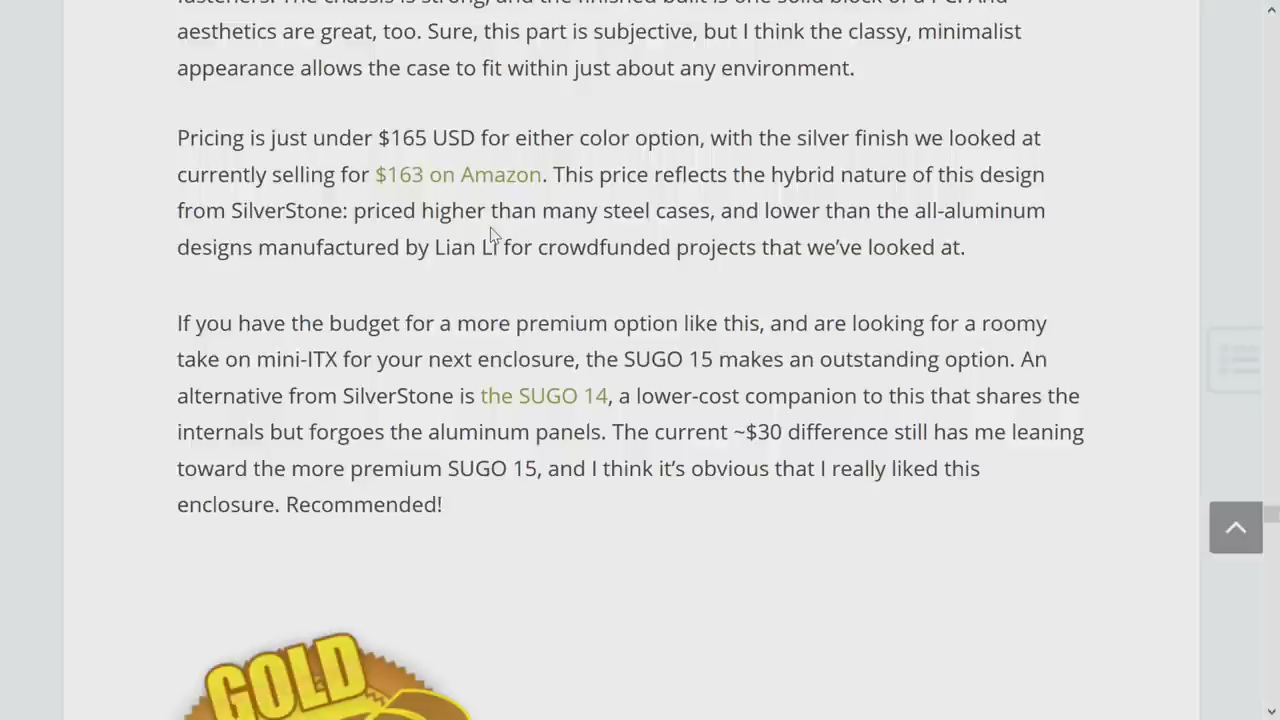 aesthetics are great, too. Sure, this part is subjective, but I think the classy, minimalist
appearance allows the case to fit within just about any environment.
Pricing is just under $165 USD for either color option, with the silver finish we looked at
currently selling for $163 on Amazon. This price reflects the hybrid nature of this design
from SilverStone: priced higher than many steel cases, and lower than the all-aluminum
designs manufactured by Lian Li for crowdfunded projects that we’ve looked at.
If you have the budget for a more premium option like this, and are looking for a roomy
take on mini-ITX for your next enclosure, the SUGO 15 makes an outstanding option. An
alternative from SilverStone is the SUGO 14, a lower-cost companion to this that shares the
internals but forgoes the aluminum panels. The current ~$30 difference still has me leaning
toward the more premium SUGO 15, and I think it’s obvious that I really liked this
enclosure. Recommended!
GOLD